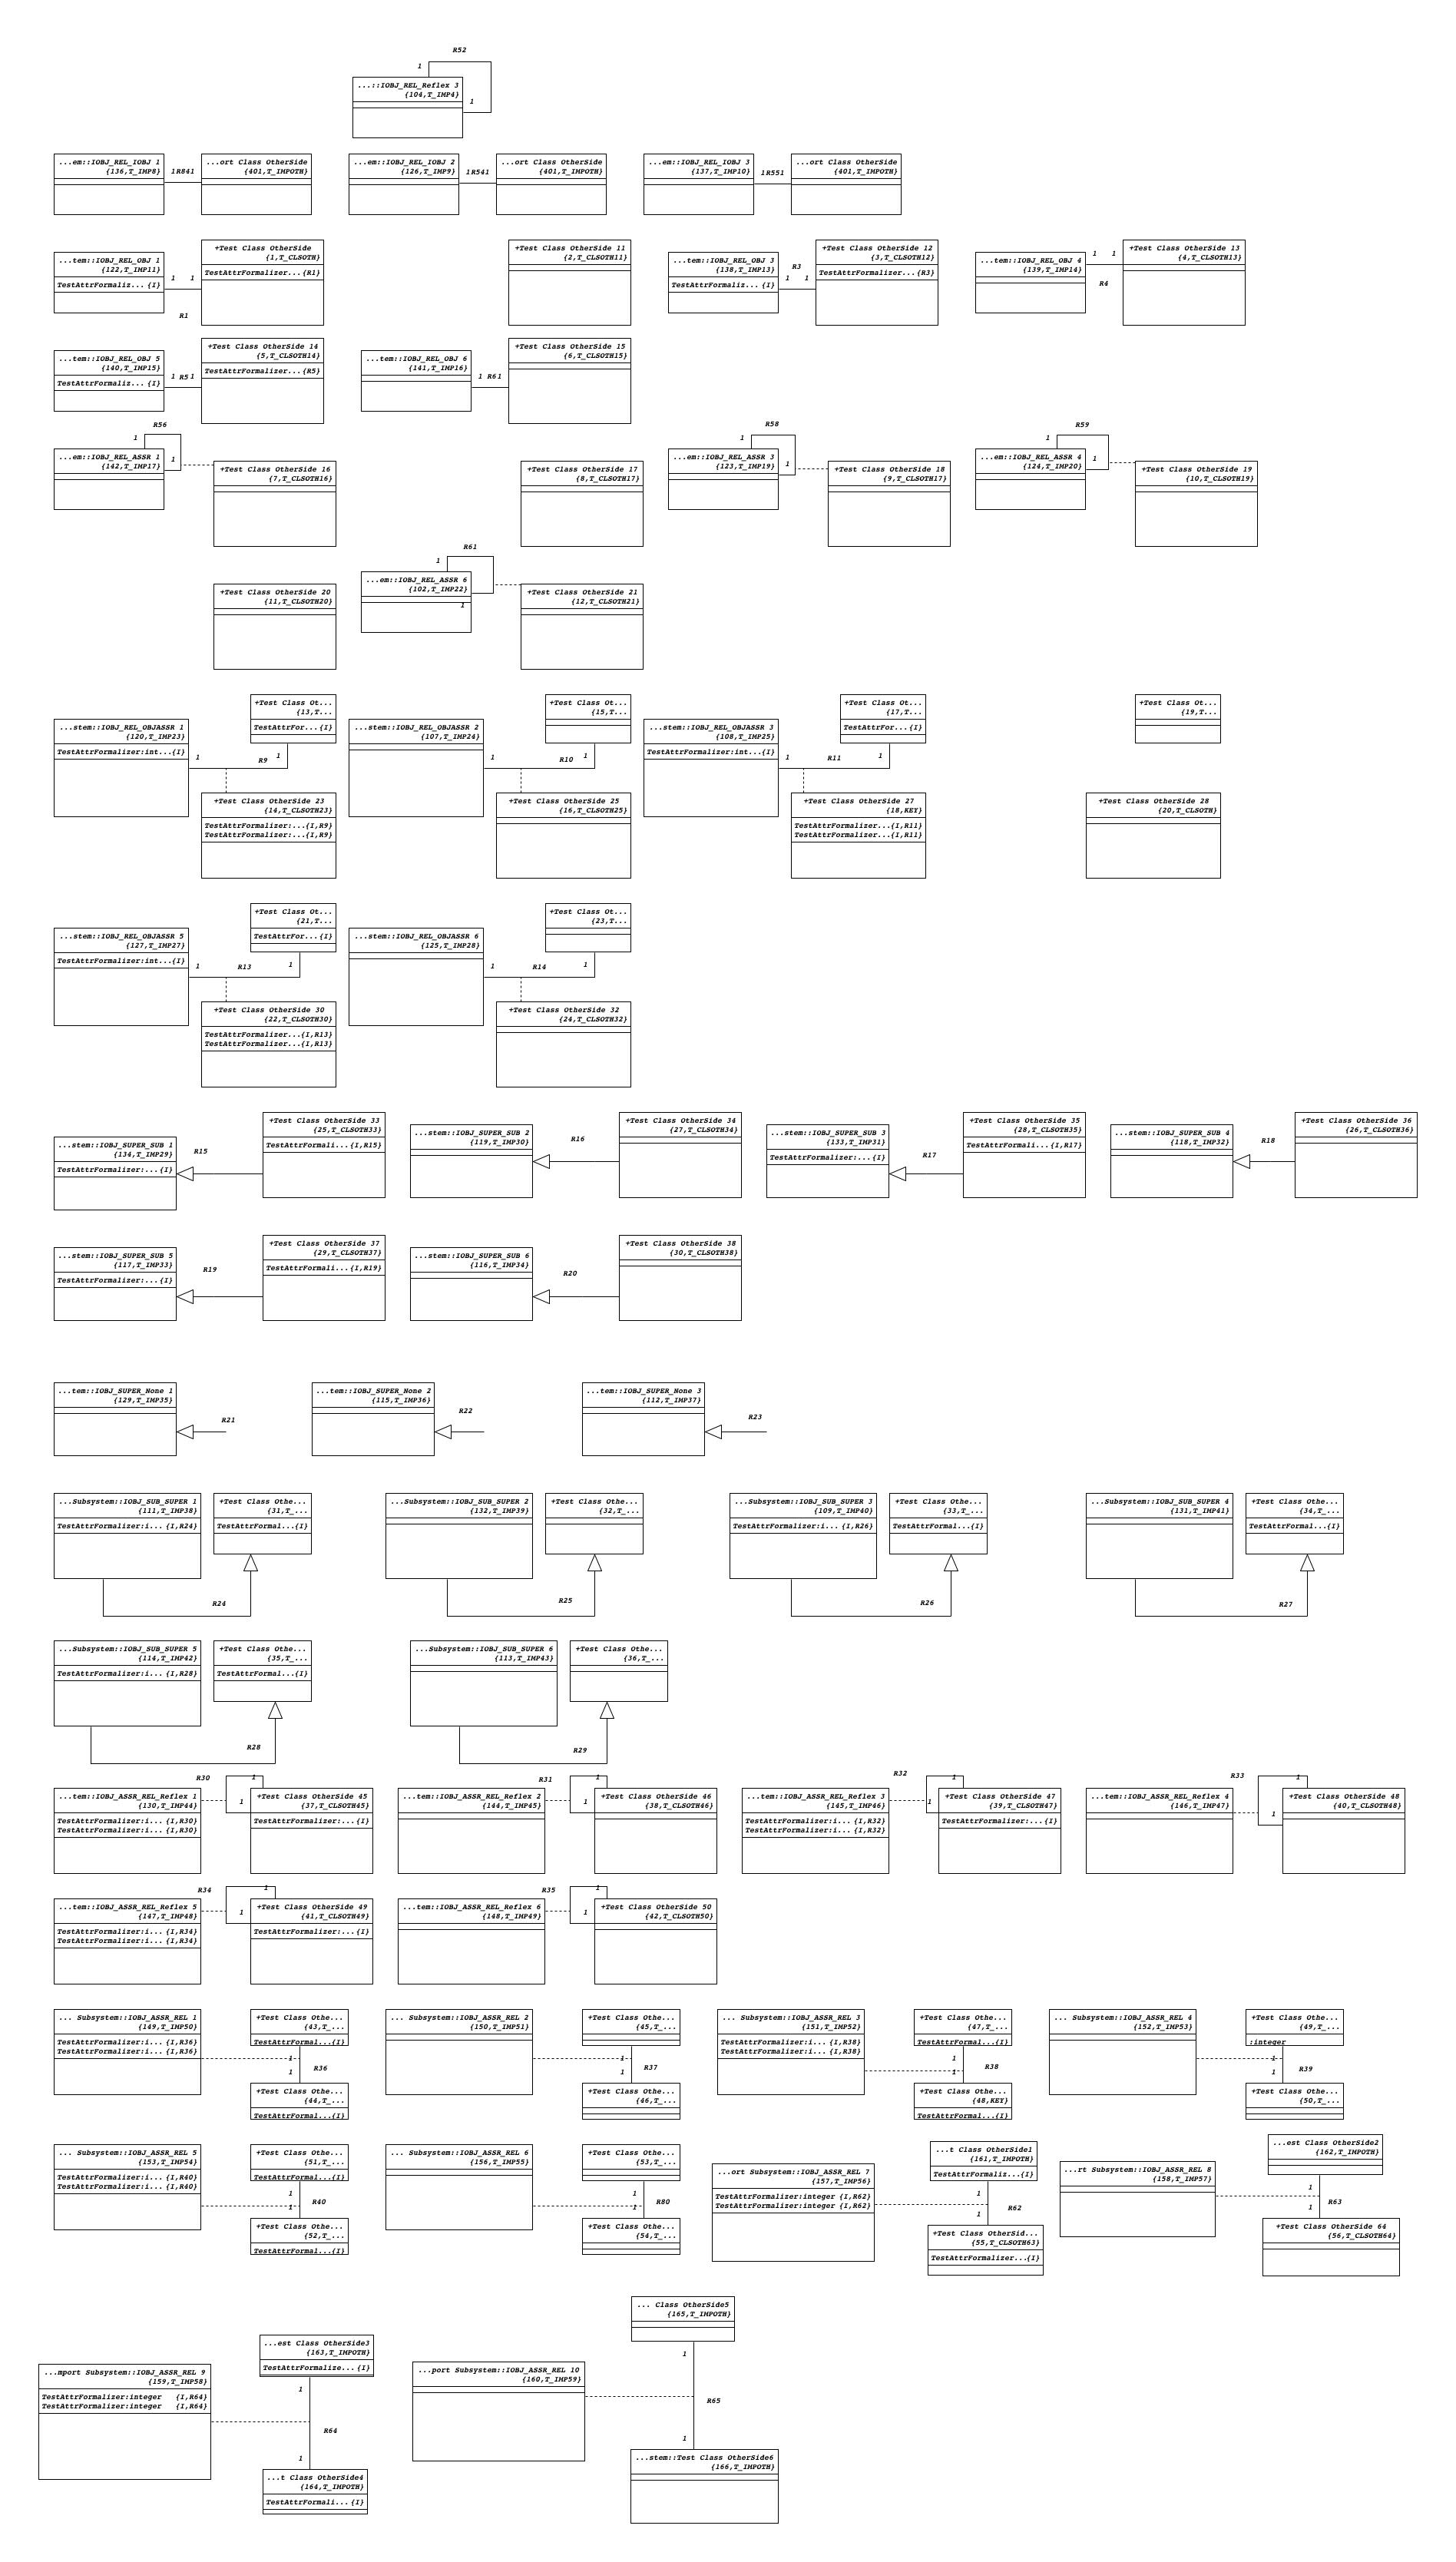 R52
1
...::IOBJ_REL_Reflex 3
{104,T_IMP4}
1
...em::IOBJ_REL_IOBJ 1
{136,T_IMP8}
1R841
...ort Class OtherSide
{401,T_IMPOTH}
...em::IOBJ_REL_IOBJ 2
{126,T_IMP9}
1R541
...ort Class OtherSide
{401,T_IMPOTH}
...em::IOBJ_REL_IOBJ 3
{137,T_IMP10}
1R551
...ort Class OtherSide
{401,T_IMPOTH}
...tem::IOBJ_REL_OBJ 1
{122,T_IMP11}
TestAttrFormaliz... {I}
1 1
R1
+Test Class OtherSide
{1,T_CLSOTH}
TestAttrFormalizer... {R1}
+Test Class OtherSide 11
{2,T_CLSOTH11}
...tem::IOBJ_REL_OBJ 3
{138,T_IMP13}
TestAttrFormaliz... {I}
R3
1 1
+Test Class OtherSide 12
{3,T_CLSOTH12}
TestAttrFormalizer... {R3}
...tem::IOBJ_REL_OBJ 4
{139,T_IMP14}
1 1
R4
+Test Class OtherSide 13
{4,T_CLSOTH13}
...tem::IOBJ_REL_OBJ 5
{140,T_IMP15}
TestAttrFormaliz... {I}
1 R5 1
+Test Class OtherSide 14
{5,T_CLSOTH14}
TestAttrFormalizer... {R5}
...tem::IOBJ_REL_OBJ 6
{141,T_IMP16}
1 R61
+Test Class OtherSide 15
{6,T_CLSOTH15}
R56
1
...em::IOBJ_REL_ASSR 1
{142,T_IMP17}
1
+Test Class OtherSide 16
{7,T_CLSOTH16}
+Test Class OtherSide 17
{8,T_CLSOTH17}
R58
1
...em::IOBJ_REL_ASSR 3
{123,T_IMP19}
1
+Test Class OtherSide 18
{9,T_CLSOTH17}
R59
1
...em::IOBJ_REL_ASSR 4
{124,T_IMP20}
1
+Test Class OtherSide 19
{10,T_CLSOTH19}
+Test Class OtherSide 20
{11,T_CLSOTH20}
R61
1
...em::IOBJ_REL_ASSR 6
{102,T_IMP22}
1
+Test Class OtherSide 21
{12,T_CLSOTH21}
...stem::IOBJ_REL_OBJASSR 1
{120,T_IMP23}
TestAttrFormalizer:int...{I}
1
R9
1
+Test Class Ot...
{13,T...
TestAttrFor...{I}
+Test Class OtherSide 23
{14,T_CLSOTH23}
TestAttrFormalizer:...{I,R9}
TestAttrFormalizer:...{I,R9}
...stem::IOBJ_REL_OBJASSR 2
{107,T_IMP24}
1
R10
1
+Test Class Ot...
{15,T...
+Test Class OtherSide 25
{16,T_CLSOTH25}
...stem::IOBJ_REL_OBJASSR 3
{108,T_IMP25}
TestAttrFormalizer:int...{I}
1
R11
1
+Test Class Ot...
{17,T...
TestAttrFor...{I}
+Test Class OtherSide 27
{18,KEY}
TestAttrFormalizer...{I,R11}
TestAttrFormalizer...{I,R11}
+Test Class Ot...
{19,T...
+Test Class OtherSide 28
{20,T_CLSOTH}
...stem::IOBJ_REL_OBJASSR 5
{127,T_IMP27}
TestAttrFormalizer:int...{I}
1
R13
1
+Test Class Ot...
{21,T...
TestAttrFor...{I}
+Test Class OtherSide 30
{22,T_CLSOTH30}
TestAttrFormalizer...{I,R13}
TestAttrFormalizer...{I,R13}
...stem::IOBJ_REL_OBJASSR 6
{125,T_IMP28}
1
R14
1
+Test Class Ot...
{23,T...
+Test Class OtherSide 32
{24,T_CLSOTH32}
...stem::IOBJ_SUPER_SUB 1
{134,T_IMP29}
TestAttrFormalizer:...{I}
R15
+Test Class OtherSide 33
{25,T_CLSOTH33}
TestAttrFormali...{I,R15}
...stem::IOBJ_SUPER_SUB 2
{119,T_IMP30}
R16
+Test Class OtherSide 34
{27,T_CLSOTH34}
...stem::IOBJ_SUPER_SUB 3
{133,T_IMP31}
TestAttrFormalizer:...{I}
R17
+Test Class OtherSide 35
{28,T_CLSOTH35}
TestAttrFormali...{I,R17}
...stem::IOBJ_SUPER_SUB 4
{118,T_IMP32}
R18
+Test Class OtherSide 36
{26,T_CLSOTH36}
...stem::IOBJ_SUPER_SUB 5
{117,T_IMP33}
TestAttrFormalizer:...{I}
R19
+Test Class OtherSide 37
{29,T_CLSOTH37}
TestAttrFormali...{I,R19}
...stem::IOBJ_SUPER_SUB 6
{116,T_IMP34}
R20
+Test Class OtherSide 38
{30,T_CLSOTH38}
...tem::IOBJ_SUPER_None 1
{129,T_IMP35}
R21
...tem::IOBJ_SUPER_None 2
{115,T_IMP36}
R22
...tem::IOBJ_SUPER_None 3
{112,T_IMP37}
R23
...Subsystem::IOBJ_SUB_SUPER 1
{111,T_IMP38}
TestAttrFormalizer:i... {I,R24}
+Test Class Othe...
{31,T_...
TestAttrFormal...{I}
R24
...Subsystem::IOBJ_SUB_SUPER 2
{132,T_IMP39}
+Test Class Othe...
{32,T_...
R25
...Subsystem::IOBJ_SUB_SUPER 3
{109,T_IMP40}
TestAttrFormalizer:i... {I,R26}
+Test Class Othe...
{33,T_...
TestAttrFormal...{I}
R26
...Subsystem::IOBJ_SUB_SUPER 4
{131,T_IMP41}
+Test Class Othe...
{34,T_...
TestAttrFormal...{I}
R27
...Subsystem::IOBJ_SUB_SUPER 5
{114,T_IMP42}
TestAttrFormalizer:i... {I,R28}
+Test Class Othe...
{35,T_...
TestAttrFormal...{I}
R28
...Subsystem::IOBJ_SUB_SUPER 6
{113,T_IMP43}
+Test Class Othe...
{36,T_...
R29
R30
...tem::IOBJ_ASSR_REL_Reflex 1
{130,T_IMP44}
TestAttrFormalizer:i... {I,R30}
TestAttrFormalizer:i... {I,R30}
1
1
+Test Class OtherSide 45
{37,T_CLSOTH45}
TestAttrFormalizer:...{I}
R31
...tem::IOBJ_ASSR_REL_Reflex 2
{144,T_IMP45}
1
1
+Test Class OtherSide 46
{38,T_CLSOTH46}
R32
...tem::IOBJ_ASSR_REL_Reflex 3
{145,T_IMP46}
TestAttrFormalizer:i... {I,R32}
TestAttrFormalizer:i... {I,R32}
1
1
+Test Class OtherSide 47
{39,T_CLSOTH47}
TestAttrFormalizer:...{I}
R33
...tem::IOBJ_ASSR_REL_Reflex 4
{146,T_IMP47}
1
1
+Test Class OtherSide 48
{40,T_CLSOTH48}
R34
...tem::IOBJ_ASSR_REL_Reflex 5
{147,T_IMP48}
TestAttrFormalizer:i... {I,R34}
TestAttrFormalizer:i... {I,R34}
1
1
+Test Class OtherSide 49
{41,T_CLSOTH49}
TestAttrFormalizer:...{I}
R35
...tem::IOBJ_ASSR_REL_Reflex 6
{148,T_IMP49}
1
1
+Test Class OtherSide 50
{42,T_CLSOTH50}
... Subsystem::IOBJ_ASSR_REL 1
{149,T_IMP50}
TestAttrFormalizer:i... {I,R36}
TestAttrFormalizer:i... {I,R36}
+Test Class Othe...
{43,T_...
TestAttrFormal...{I}
1
1
R36
+Test Class Othe...
{44,T_...
TestAttrFormal...{I}
... Subsystem::IOBJ_ASSR_REL 2
{150,T_IMP51}
+Test Class Othe...
{45,T_...
1
1
R37
+Test Class Othe...
{46,T_...
... Subsystem::IOBJ_ASSR_REL 3
{151,T_IMP52}
TestAttrFormalizer:i... {I,R38}
TestAttrFormalizer:i... {I,R38}
+Test Class Othe...
{47,T_...
TestAttrFormal...{I}
1
1
R38
+Test Class Othe...
{48,KEY}
TestAttrFormal...{I}
... Subsystem::IOBJ_ASSR_REL 4
{152,T_IMP53}
+Test Class Othe...
{49,T_...
:integer
1
1
R39
+Test Class Othe...
{50,T_...
... Subsystem::IOBJ_ASSR_REL 5
{153,T_IMP54}
TestAttrFormalizer:i... {I,R40}
TestAttrFormalizer:i... {I,R40}
+Test Class Othe...
{51,T_...
TestAttrFormal...{I}
1
1
R40
+Test Class Othe...
{52,T_...
TestAttrFormal...{I}
... Subsystem::IOBJ_ASSR_REL 6
{156,T_IMP55}
+Test Class Othe...
{53,T_...
1
1
R80
+Test Class Othe...
{54,T_...
...ort Subsystem::IOBJ_ASSR_REL 7
{157,T_IMP56}
TestAttrFormalizer:integer {I,R62}
TestAttrFormalizer:integer {I,R62}
...t Class OtherSide1
{161,T_IMPOTH}
TestAttrFormaliz...{I}
1
1
R62
+Test Class OtherSid...
{55,T_CLSOTH63}
TestAttrFormalizer...{I}
...rt Subsystem::IOBJ_ASSR_REL 8
{158,T_IMP57}
...est Class OtherSide2
{162,T_IMPOTH}
1
1
R63
+Test Class OtherSide 64
{56,T_CLSOTH64}
...mport Subsystem::IOBJ_ASSR_REL 9
{159,T_IMP58}
TestAttrFormalizer:integer {I,R64}
TestAttrFormalizer:integer {I,R64}
...est Class OtherSide3
{163,T_IMPOTH}
TestAttrFormalize... {I}
1
R64
1
...t Class OtherSide4
{164,T_IMPOTH}
TestAttrFormali... {I}
...port Subsystem::IOBJ_ASSR_REL 10
{160,T_IMP59}
... Class OtherSide5
{165,T_IMPOTH}
1
R65
1
...stem::Test Class OtherSide6
{166,T_IMPOTH}